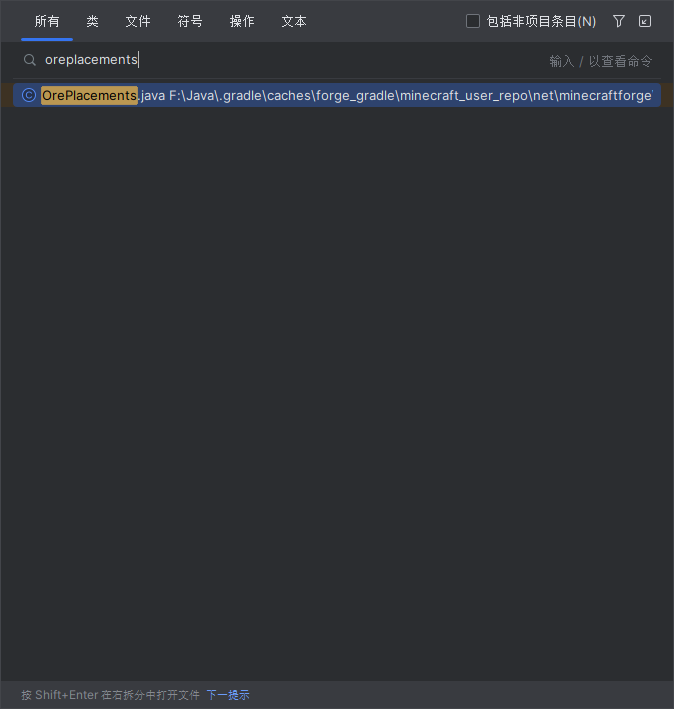 所有 类 文件 符号 操作 文本 包括非项目条目(N)
oreplacements 输入 / 以查看命令
OrePlacements.java F:\Java\.gradle\caches\forge_gradle\minecraft_user_repo\net\minecraftforge\
按 Shift+Enter 在右拆分中打开文件 下一提示